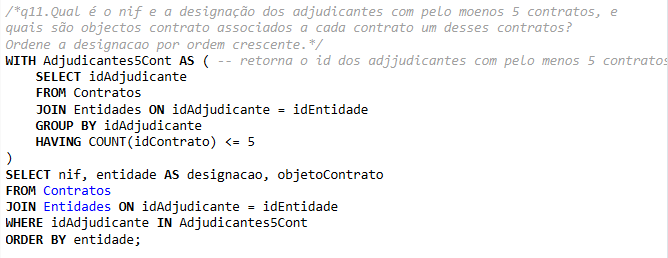 /*q11.Qual é o nif e a designação dos adjudicantes com pelo moenos 5 contratos, e
quais são objectos contrato associados a cada contrato um desses contratos?
Ordene a designacao por ordem crescente.*/
WITH Adjudicantes5Cont AS ( -- retorna o id dos adjjudicantes com pelo menos 5 contratos
    SELECT idAdjudicante
    FROM Contratos
    JOIN Entidades ON idAdjudicante = idEntidade
    GROUP BY idAdjudicante
    HAVING COUNT(idContrato) <= 5
)
SELECT nif, entidade AS designacao, objetoContrato
FROM Contratos
JOIN Entidades ON idAdjudicante = idEntidade
WHERE idAdjudicante IN Adjudicantes5Cont
ORDER BY entidade;